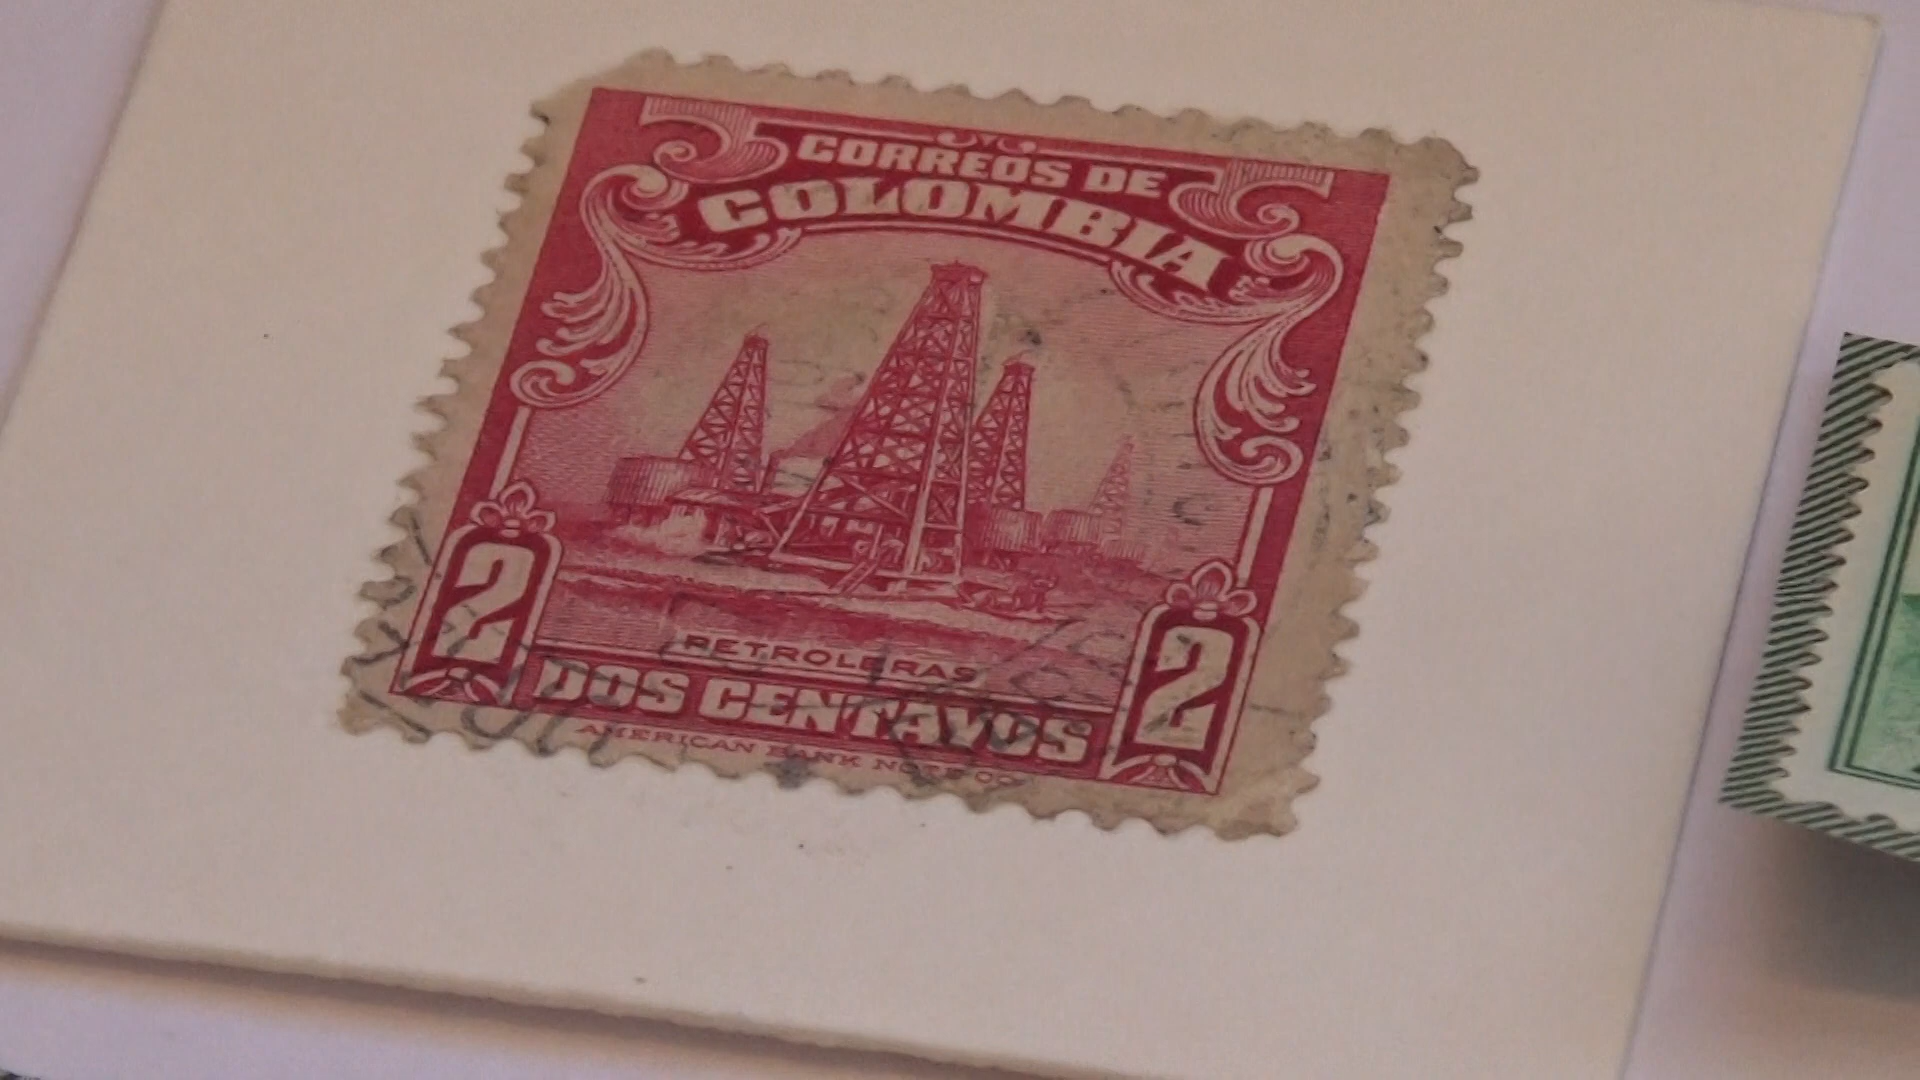 CORREOS DE
COLOMBIA
PETROLERAS
2 DOS CENTAVOS 2
AMERICAN BANK NOTE CO